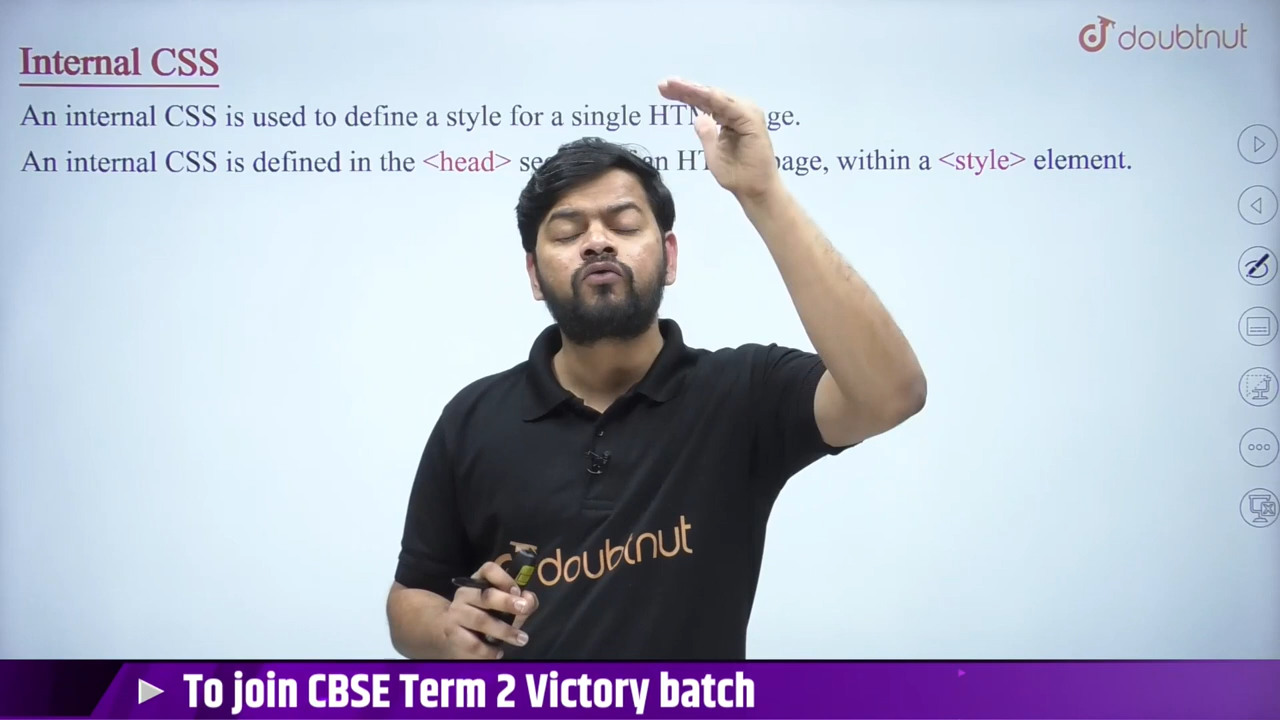 Internal CSS
doubtnut
An internal CSS is used to define a style for a single
An internal CSS is defined in the <head> an page, within a <style> element.
doubtnut
To join CBSE Term 2 Victory batch